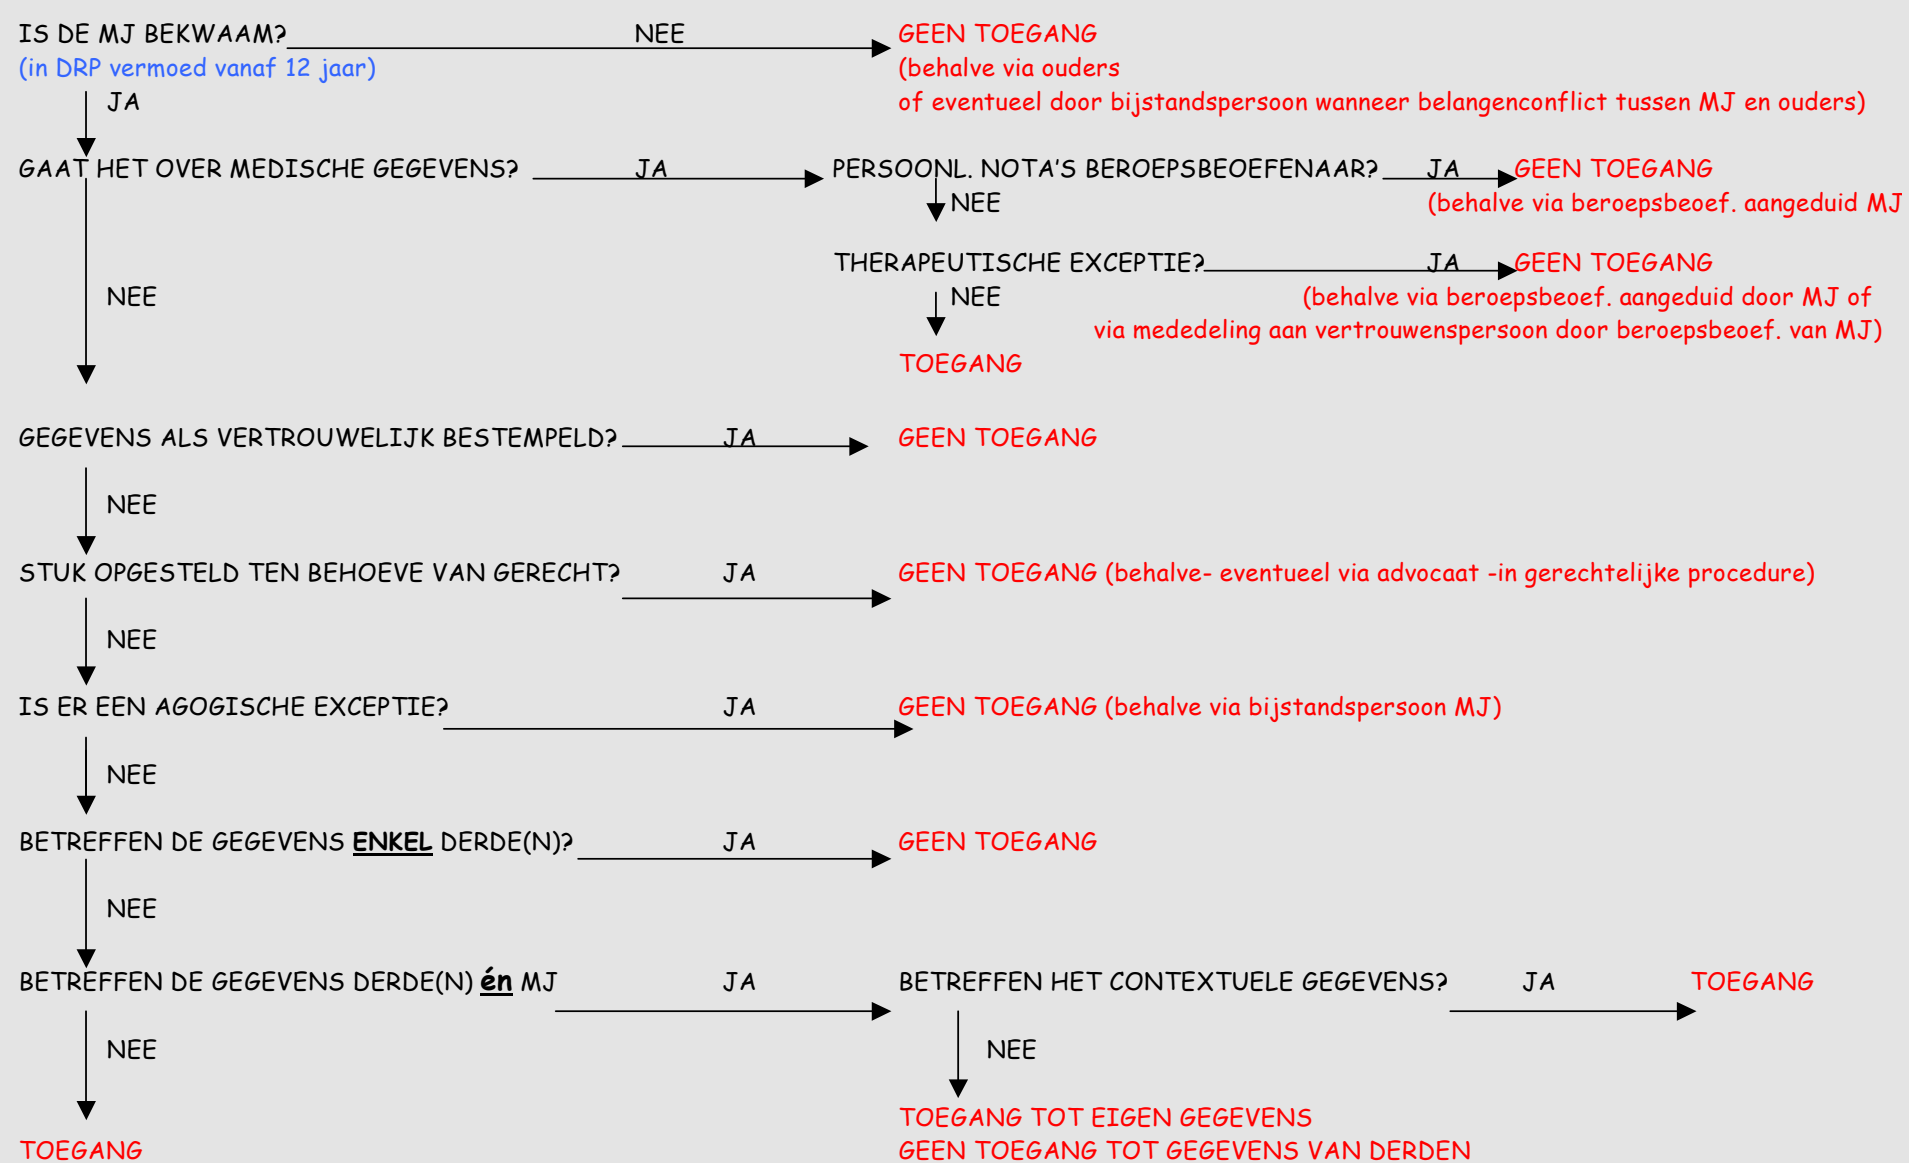 IS DE MJ BEKWAAM? NEE GEEN TOEGANG
(in DRP vermoed vanaf 12 jaar) (behalve via ouders
JA of eventueel door bijstandspersoon wanneer belangenconflict tussen MJ en ouders)
GAAT HET OVER MEDISCHE GEGEVENS? JA PERSOONL. NOTA'S BEROEPSBEOEFENAAR? JA GEEN TOEGANG
NEE (behalve via beroepsbeoef. aangeduid MJ
THERAPEUTISCHE EXCEPTIE? JA GEEN TOEGANG
NEE NEE (behalve via beroepsbeoef. aangeduid door MJ of
via mededeling aan vertrouwenspersoon door beroepsbeoef. van MJ)
TOEGANG
GEGEVENS ALS VERTROUWELIJK BESTEMPELD? JA GEEN TOEGANG
NEE
STUK OPGESTELD TEN BEHOEVE VAN GERECHT? JA GEEN TOEGANG (behalve- eventueel via advocaat -in gerechtelijke procedure)
NEE
IS ER EEN AGOGISCHE EXCEPTIE? JA GEEN TOEGANG (behalve via bijstandspersoon MJ)
NEE
BETREFFEN DE GEGEVENS ENKEL DERDE(N)? JA GEEN TOEGANG
NEE
BETREFFEN DE GEGEVENS DERDE(N) én MJ JA BETREFFEN HET CONTEXTUELE GEGEVENS? JA TOEGANG
NEE NEE
TOEGANG TOT EIGEN GEGEVENS
TOEGANG GEEN TOEGANG TOT GEGEVENS VAN DERDEN